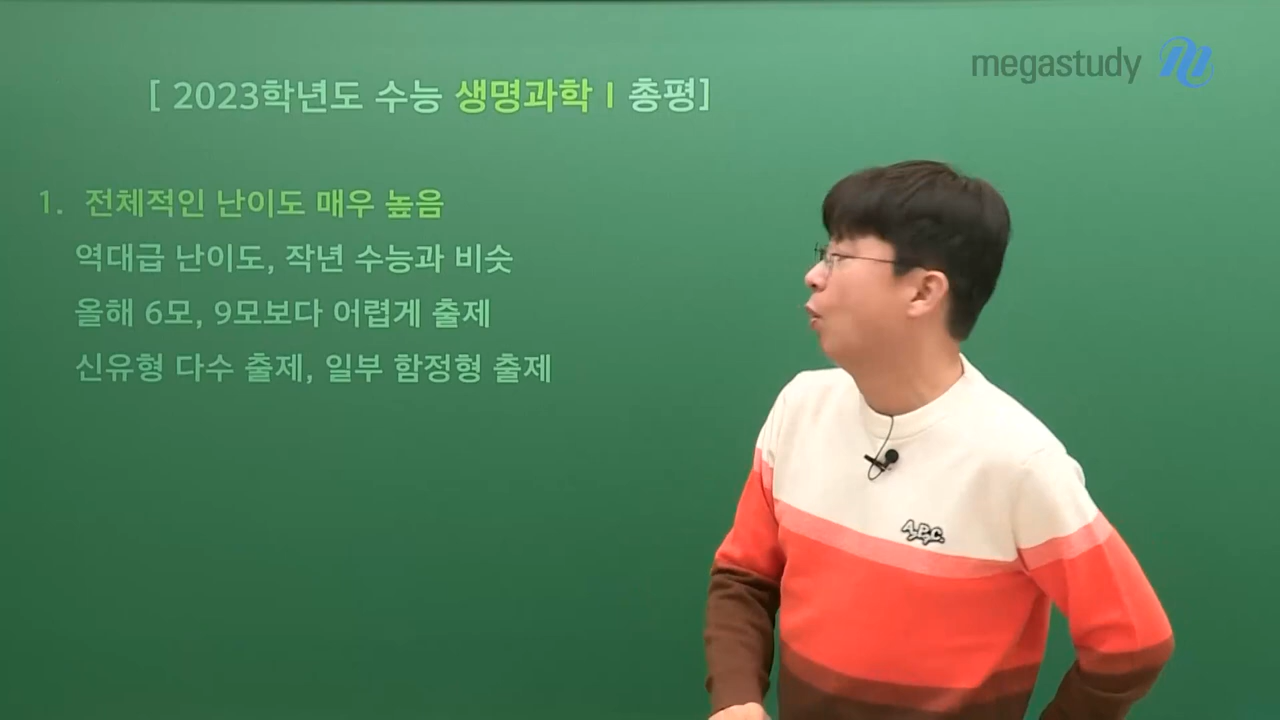 megastudy
[ 2023학년도 수능 생명과학 I 총평]
1. 전체적인 난이도 매우 높음
역대급 난이도, 작년 수능과 비슷
올해 6모, 9모보다 어렵게 출제
신유형 다수 출제, 일부 함정형 출제
A.P.C.